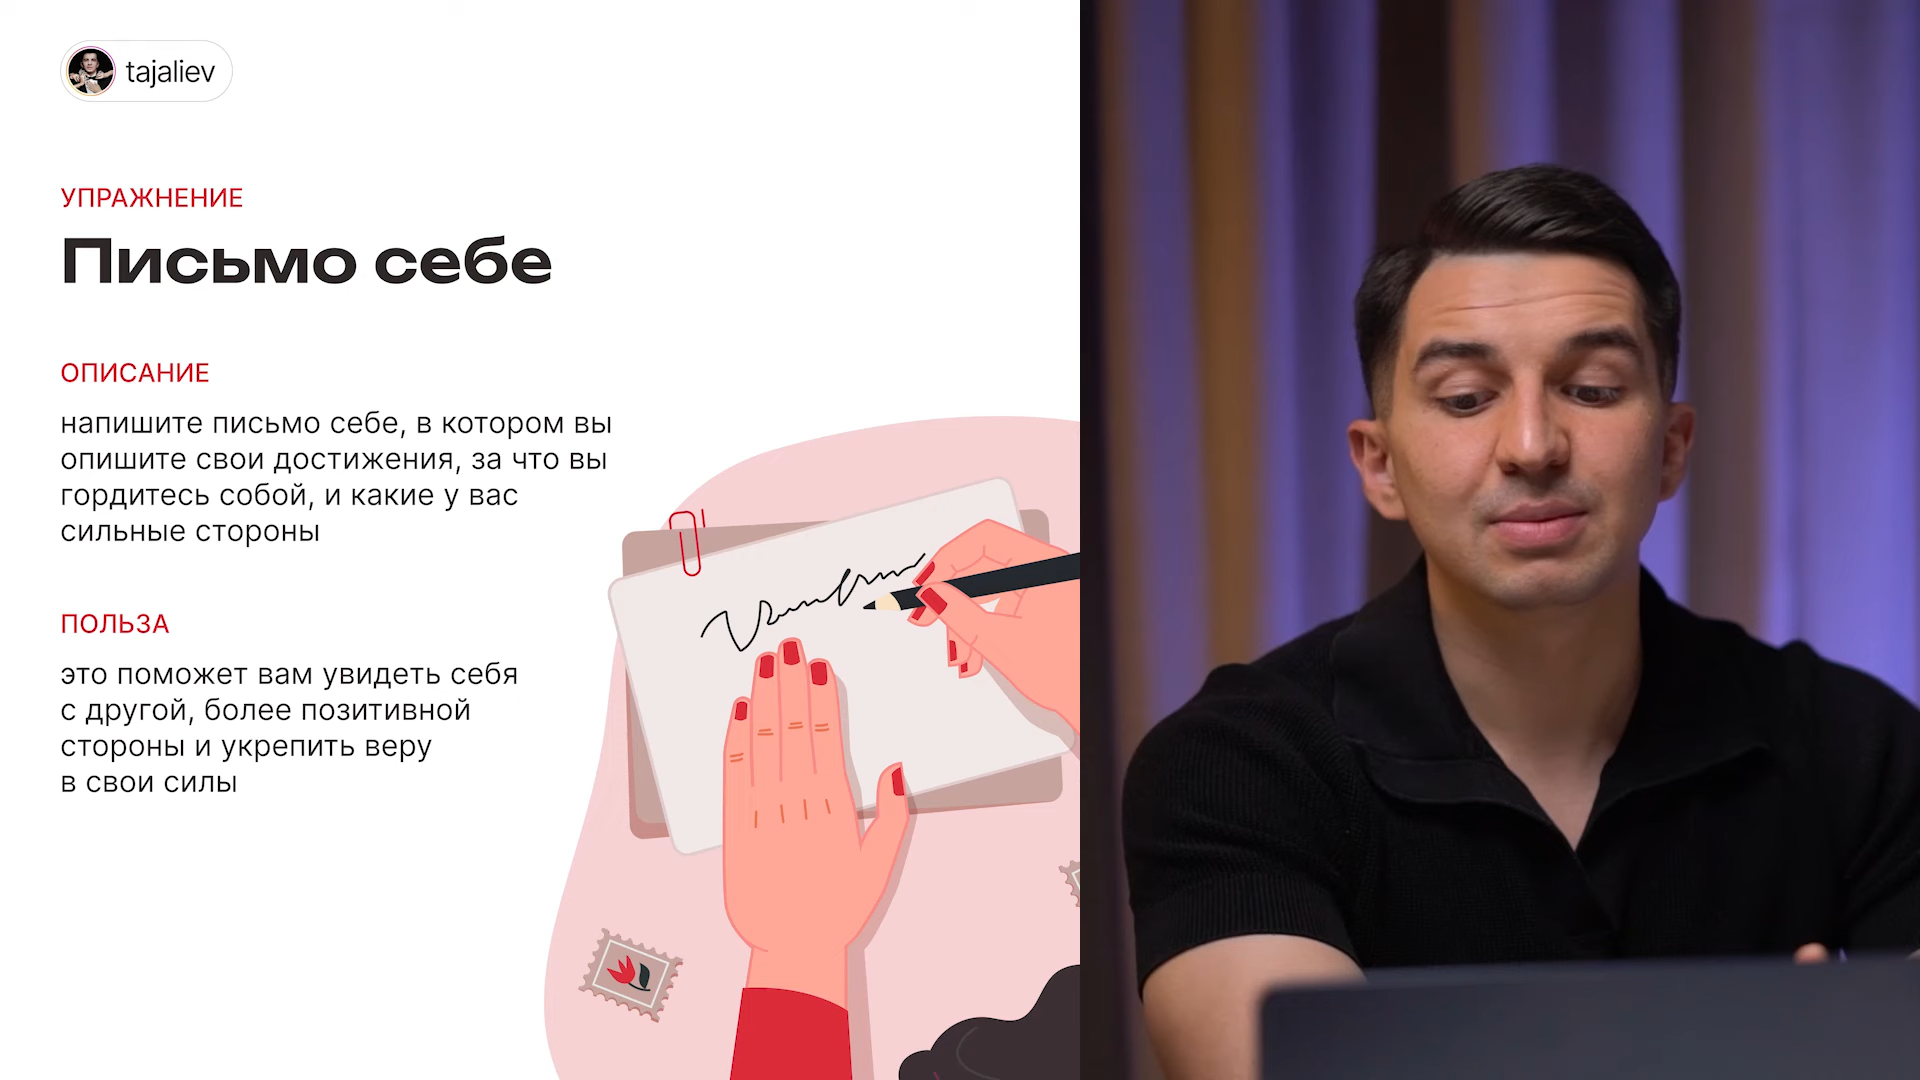 tajaliev
УПРАЖНЕНИЕ
Письмо себе
ОПИСАНИЕ
напишите письмо себе, в котором вы
опишите свои достижения, за что вы
гордитесь собой, и какие у вас
сильные стороны
ПОЛЬЗА
это поможет вам увидеть себя
с другой, более позитивной
стороны и укрепить веру
в свои силы